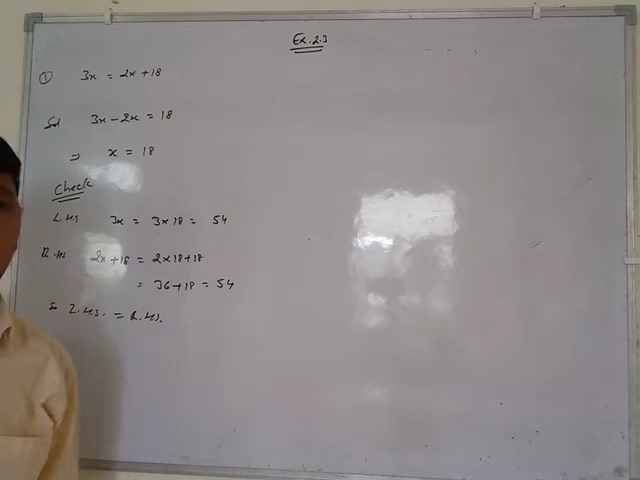 Ex. 2.3
① 3x = 2x + 18
Sol 3x - 2x = 18
⇒ x = 18
Check
L.H.S 3x = 3 x 18 = 54
R.H.S 2x + 18 = 2 x 18 + 18
= 36 + 18 = 54
So L.H.S. = R.H.S.